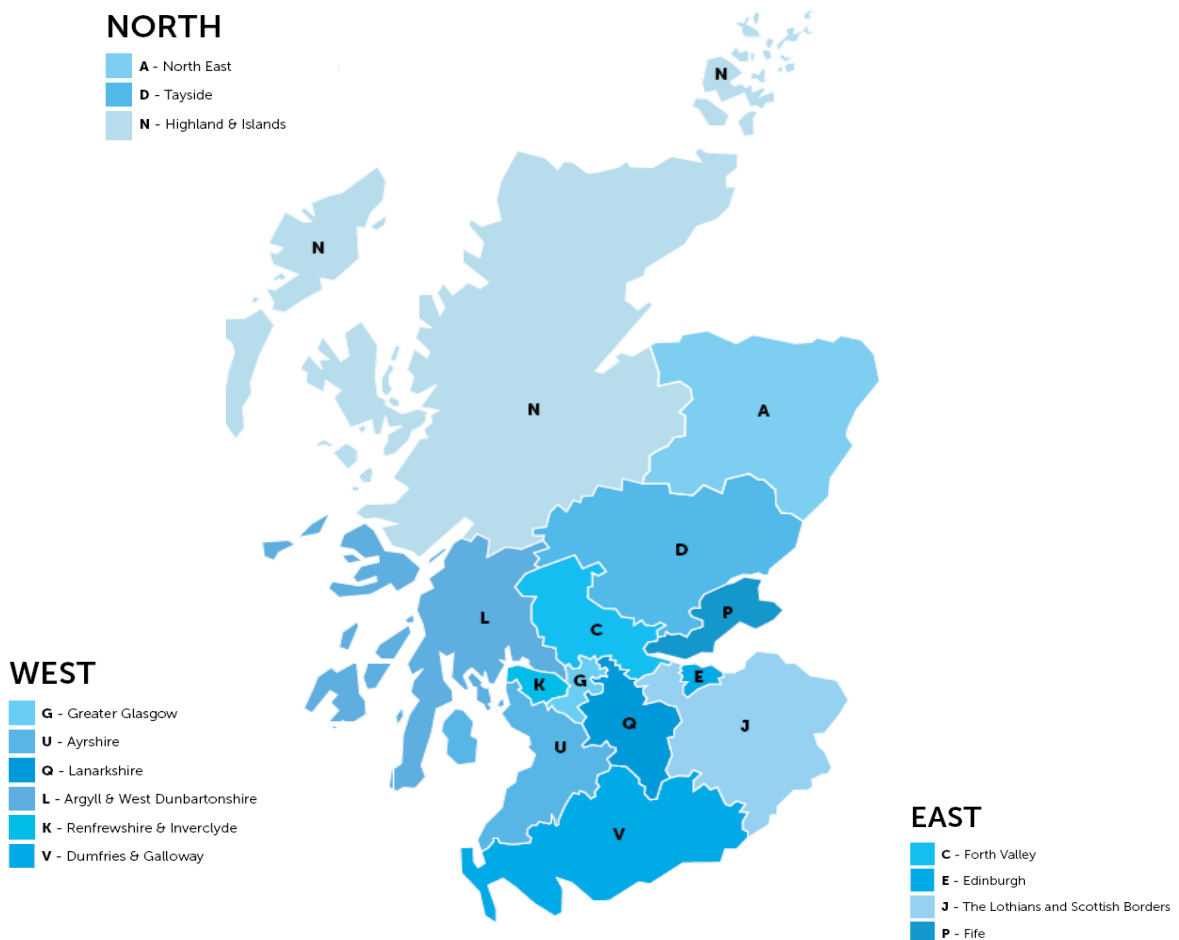 NORTH
A - North East
D - Tayside
N - Highland & Islands
N
N
N
A
D
P
L
C
K
G
E
Q
J
U
V
WEST
G - Greater Glasgow
U - Ayrshire
Q - Lanarkshire
L - Argyll & West Dunbartonshire
K - Renfrewshire & Inverclyde
V - Dumfries & Galloway
EAST
C - Forth Valley
E - Edinburgh
J - The Lothians and Scottish Borders
P - Fife